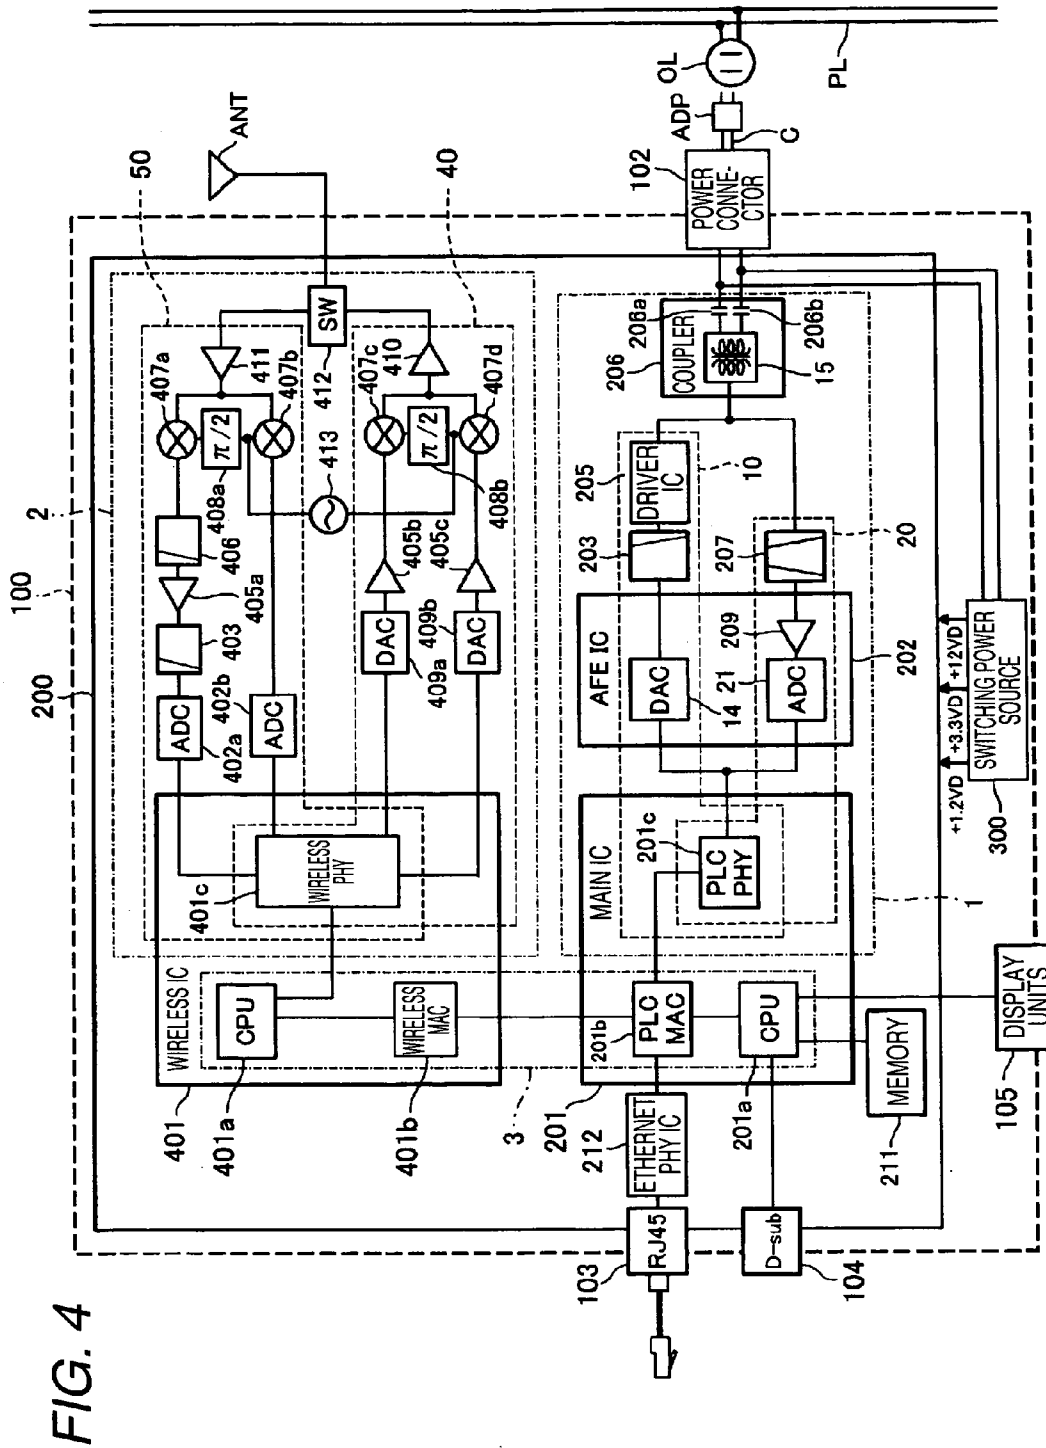 FIG. 4
100
200
2
50
ANT
40
407a
411
407b
π/2
408a
406
405a
403
ADC
402a
402b
ADC
SW
412
413
407c
410
407d
π/2
408b
405b
405c
DAC
409a
409b
DAC
WIRELESS PHY
401c
WIRELESS IC
401
CPU
401a
WIRELESS MAC
401b
3
MAIN IC
201
PLC MAC
201b
CPU
201a
PLC PHY
201c
1
AFE IC
202
DAC
14
ADC
21
209
203
207
20
10
205
DRIVER IC
206
COUPLER
206a
206b
15
102
POWER CONNE-
CTOR
C
ADP
OL
PL
ETHERNET PHY IC
212
RJ45
103
D-sub
104
MEMORY
211
DISPLAY UNITS
105
SWITCHING POWER
SOURCE
300
+1.2VD
+3.3VD
+12VD